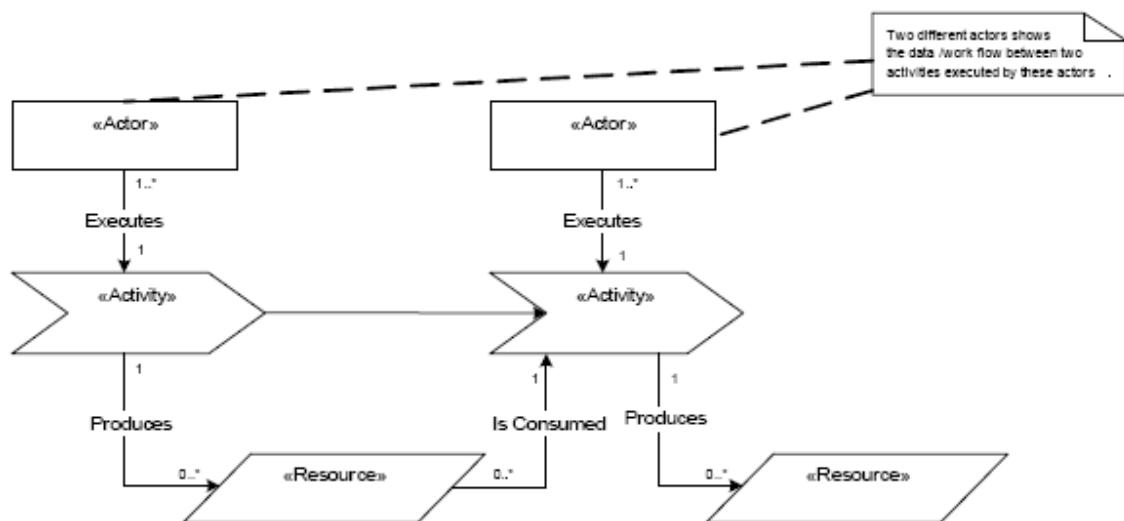 Two different actors shows
the data /work flow between two
activities executed by these actors .
«Actor»
«Actor»
1..*
1..*
Executes
Executes
1
1
«Activity»
«Activity»
1
1
1
Produces
Is Consumed
Produces
0..*
0..*
0..*
«Resource»
«Resource»